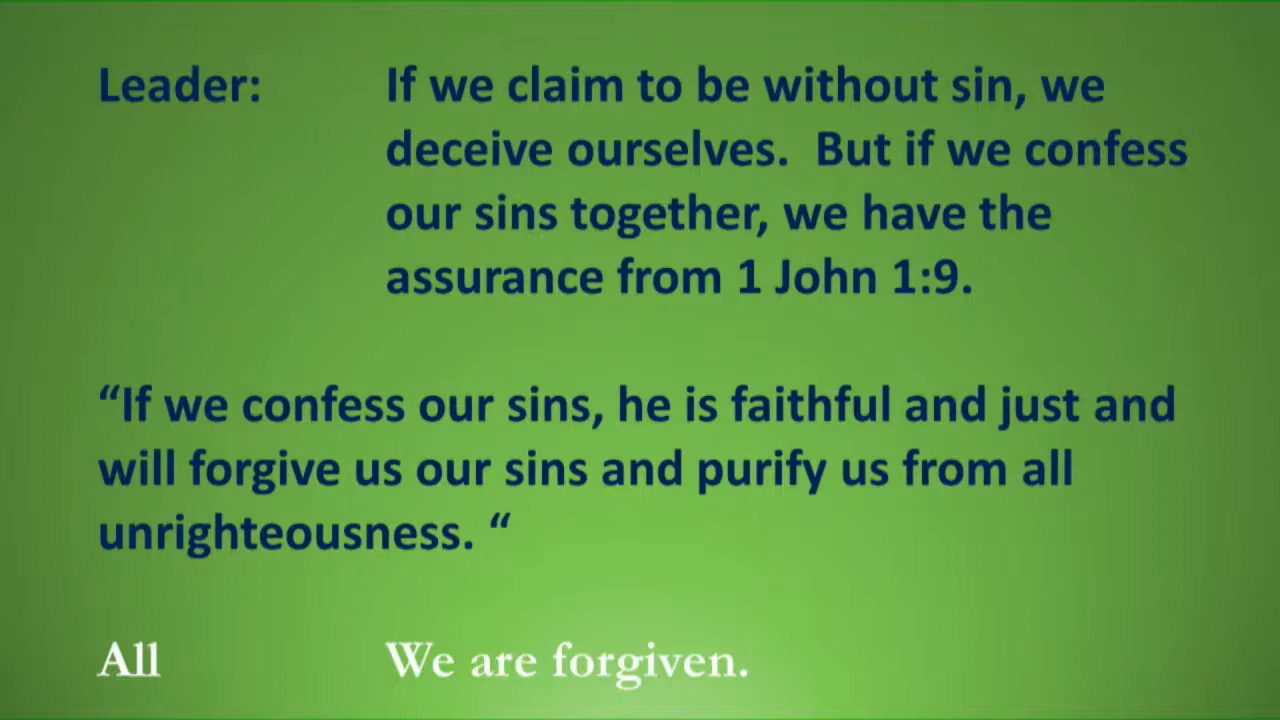 Leader: If we claim to be without sin, we
deceive ourselves.  But if we confess
our sins together, we have the
assurance from 1 John 1:9.
“If we confess our sins, he is faithful and just and
will forgive us our sins and purify us from all
unrighteousness. “
All We are forgiven.